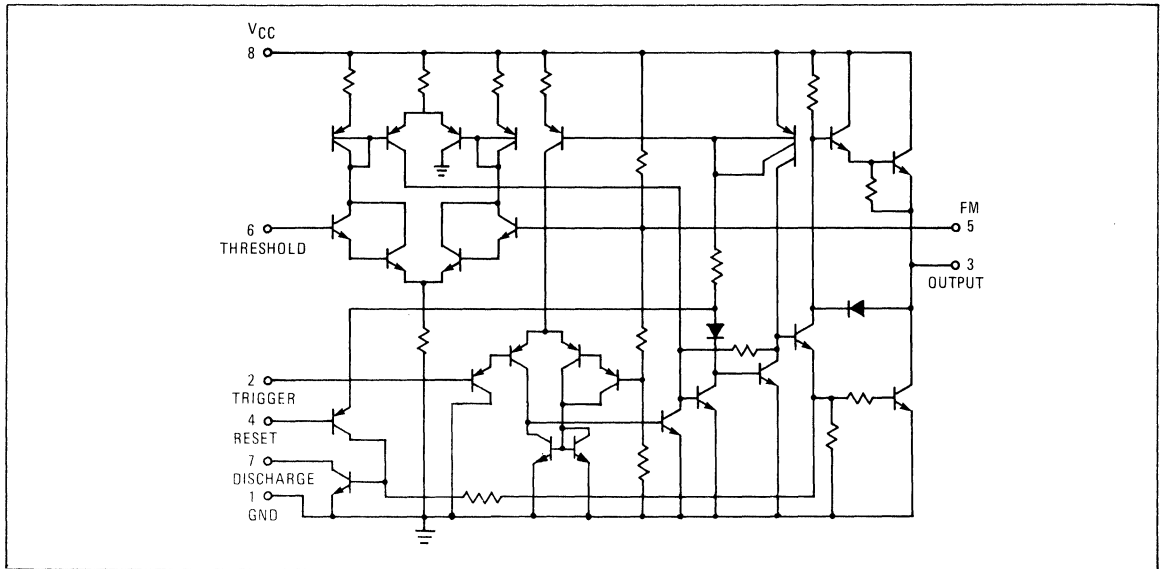 VCC
8
6
THRESHOLD
FM
5
3
OUTPUT
2
TRIGGER
4
RESET
7
DISCHARGE
1
GND